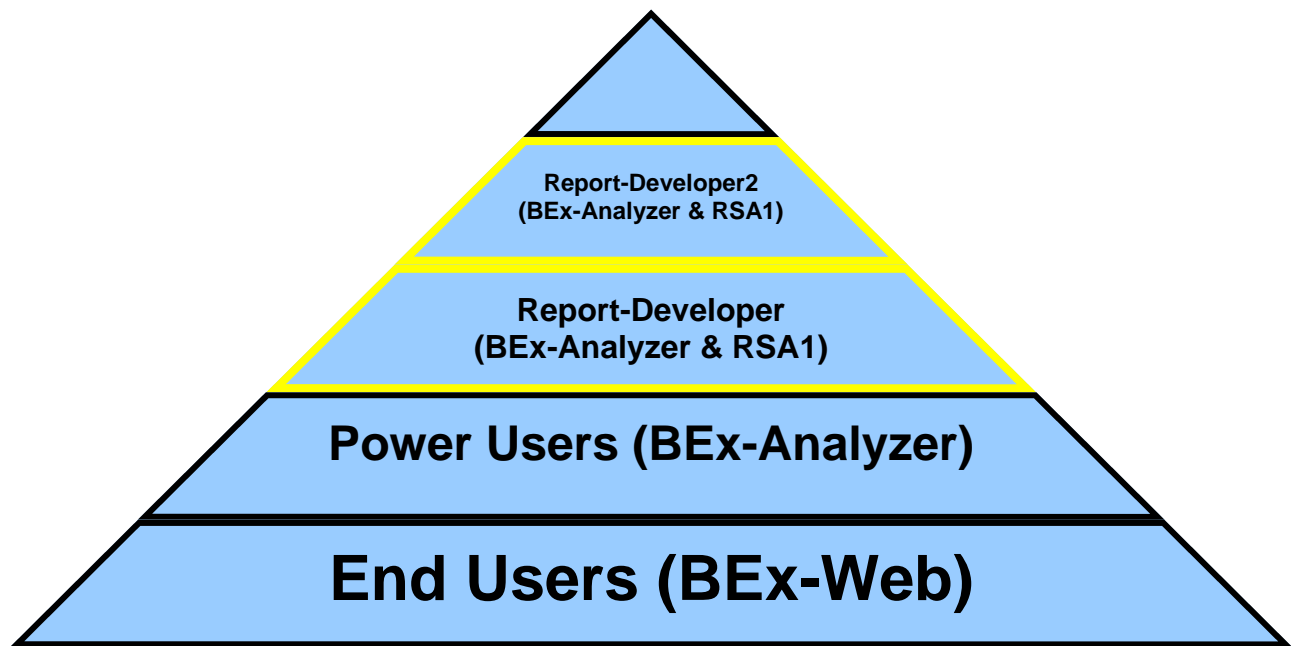 Report-Developer2
(BEx-Analyzer & RSA1)
Report-Developer
(BEx-Analyzer & RSA1)
Power Users (BEx-Analyzer)
End Users (BEx-Web)